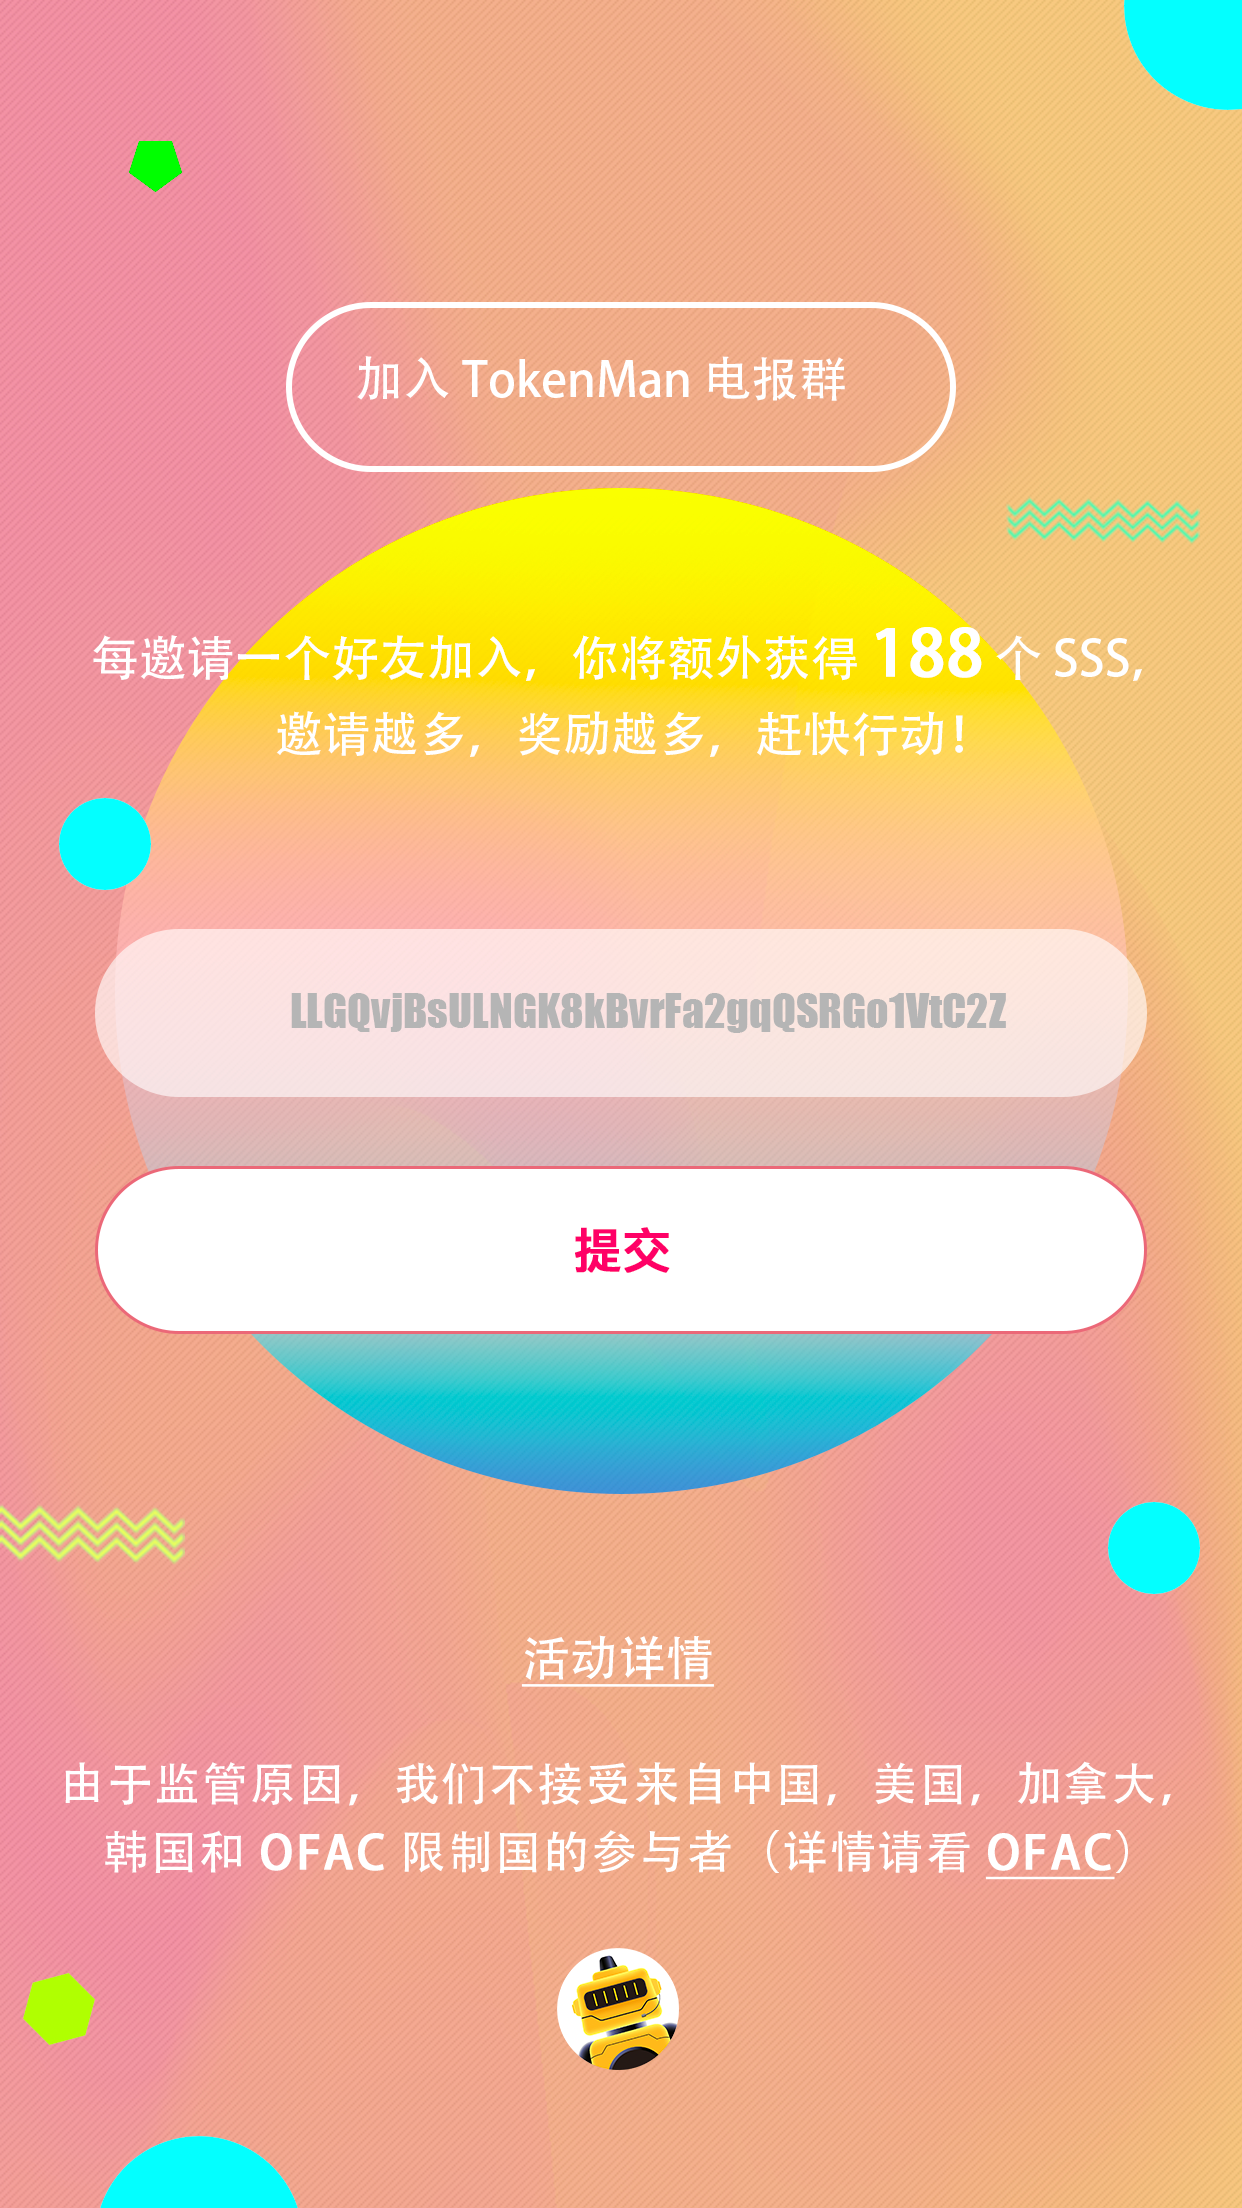 加入 TokenMan 电报群
每邀请一个好友加入，你将额外获得 188 个 SSS,
邀请越多，奖励越多，赶快行动！
LLGQvjBsULNGK8kBvrFa2gqQSRGo1VtC2Z
提交
活动详情
由于监管原因，我们不接受来自中国，美国，加拿大，
韩国和 OFAC 限制国的参与者（详情请看 OFAC）